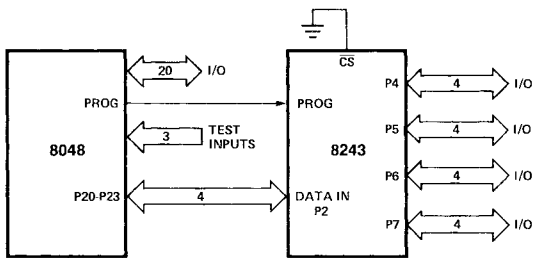 8048
20
I/O
PROG
3
TEST
INPUTS
P20-P23
4
CS
8243
PROG
DATA IN
P2
P4
4
I/O
P5
4
I/O
P6
4
I/O
P7
4
I/O